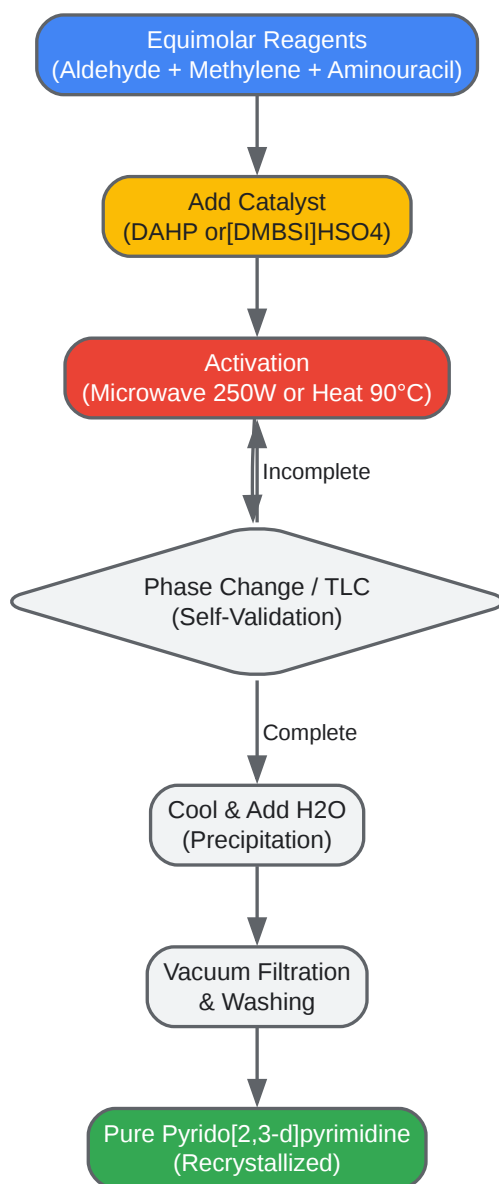 Equimolar Reagents
(Aldehyde + Methylene + Aminouracil)
Add Catalyst
(DAHP or[DMBSI]HSO4)
Activation
(Microwave 250W or Heat 90°C)
Incomplete
Phase Change / TLC
(Self-Validation)
Complete
Cool & Add H2O
(Precipitation)
Vacuum Filtration
& Washing
Pure Pyrido[2,3-d]pyrimidine
(Recrystallized)